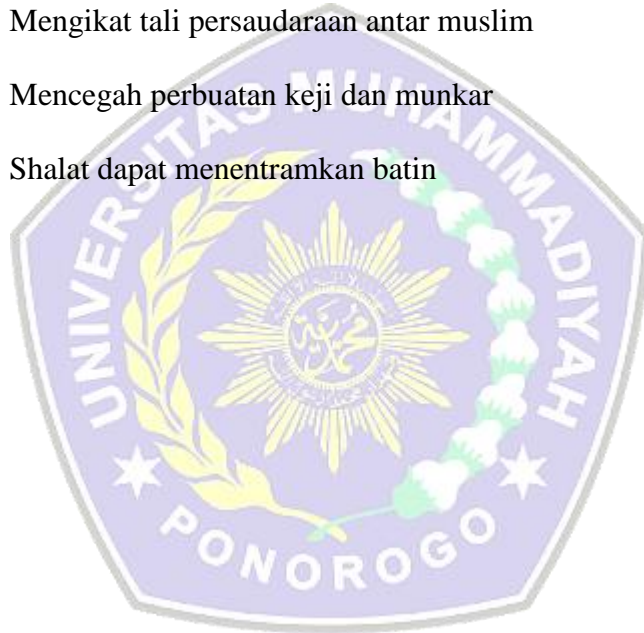 Mengikat tali persaudaraan antar muslim
Mencegah perbuatan keji dan munkar
Shalat dapat menentramkan batin
UNIVERSITAS MUHAMMADIYAH
PONOROGO